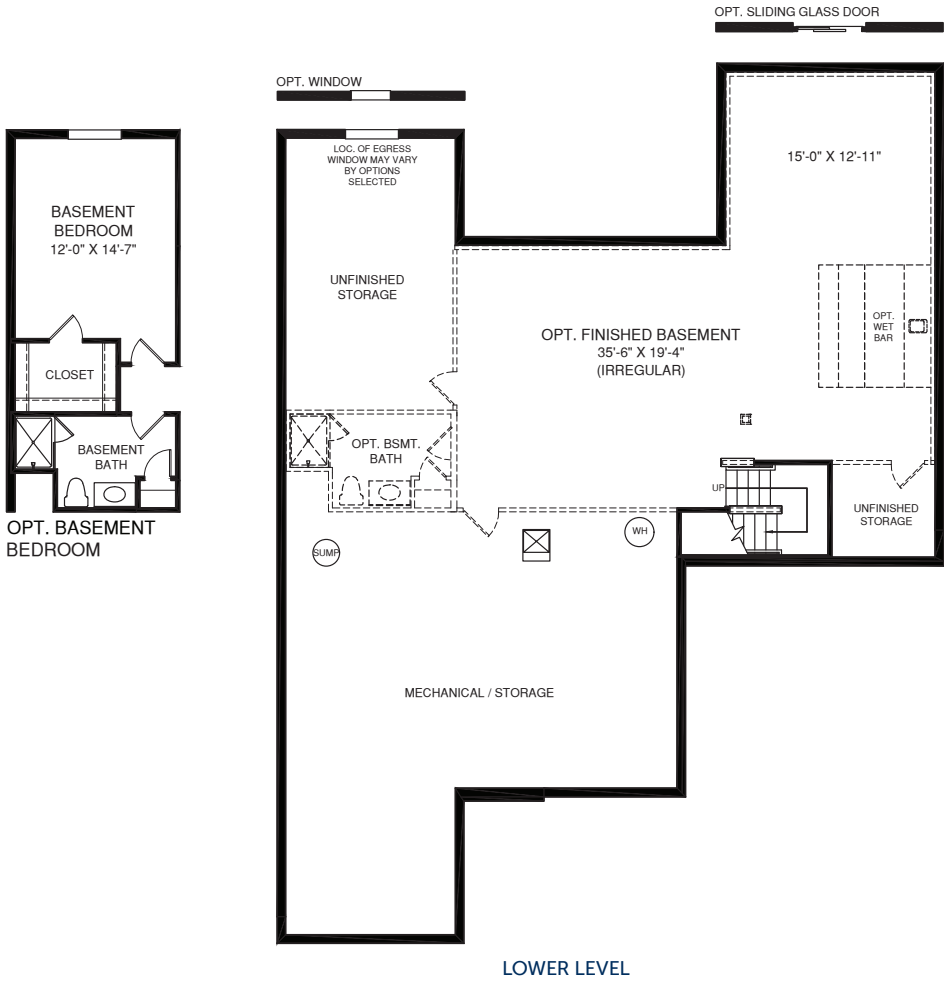 OPT. SLIDING GLASS DOOR
OPT. WINDOW
LOC. OF EGRESS
WINDOW MAY VARY
BY OPTIONS
SELECTED
15'-0" X 12'-11"
BASEMENT
BEDROOM
12'-0" X 14'-7"
UNFINISHED
STORAGE
OPT.
WET
BAR
OPT. FINISHED BASEMENT
35'-6" X 19'-4"
(IRREGULAR)
CLOSET
BASEMENT
BATH
OPT. BSMT.
BATH
UP
UNFINISHED
STORAGE
OPT. BASEMENT
BEDROOM
SUMP
WH
MECHANICAL / STORAGE
LOWER LEVEL